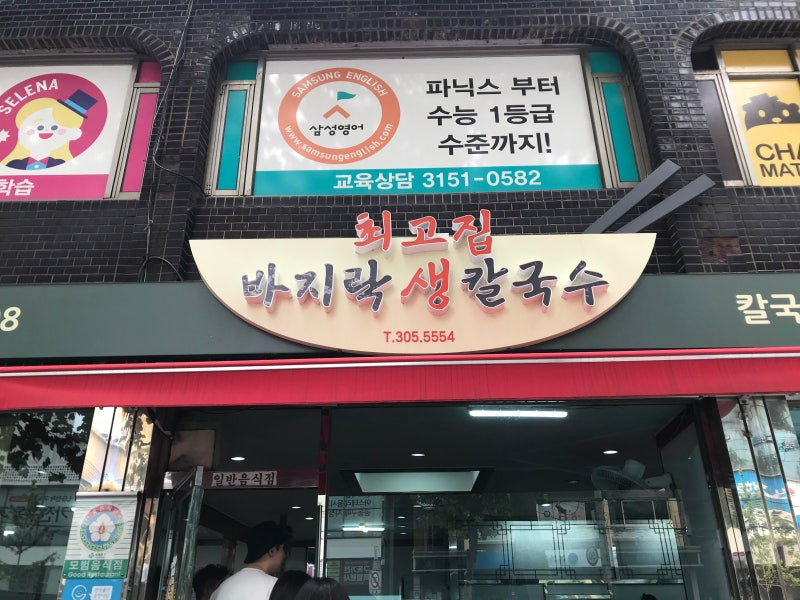 SELENA
학습
SAMSUNG ENGLISH
삼성영어
www.samsungenglish.com
파닉스 부터
수능 1등급
수준까지!
교육상담 3151-0582
CHA
MAT
최고집
바지락 생칼국수
T.305.5554
98
칼국
일반음식점
모범음식점
Good Restaurant